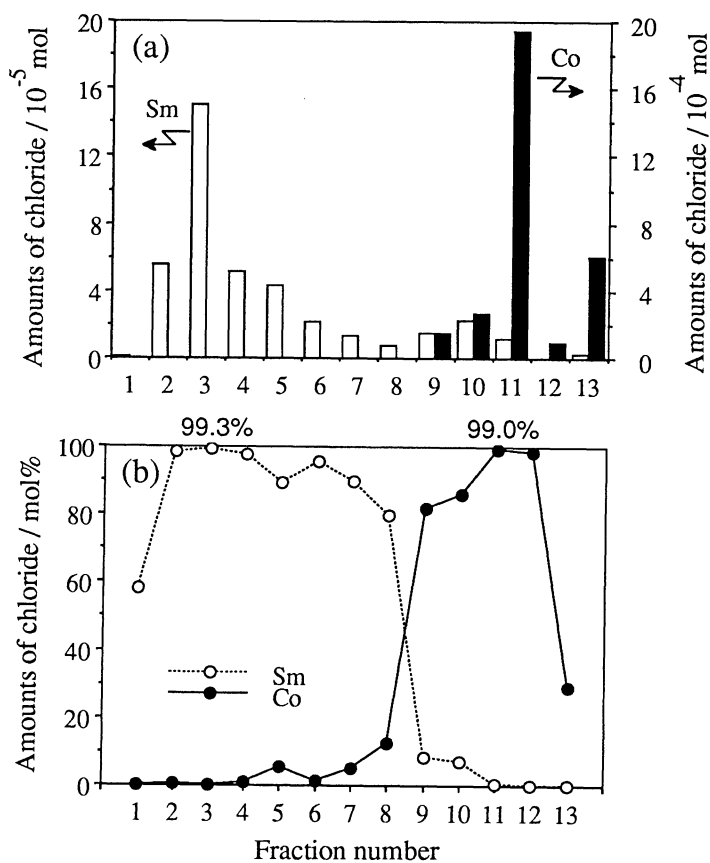 (a)
Amounts of chloride / 10⁻⁵ mol
20
16
12
8
4
0
Sm
Co
20
16
12
8
4
0
Amounts of chloride / 10⁻⁴ mol
1 2 3 4 5 6 7 8 9 10 11 12 13
99.3% 99.0%
(b)
Amounts of chloride / mol%
100
80
60
40
20
0
Sm
Co
1 2 3 4 5 6 7 8 9 10 11 12 13
Fraction number